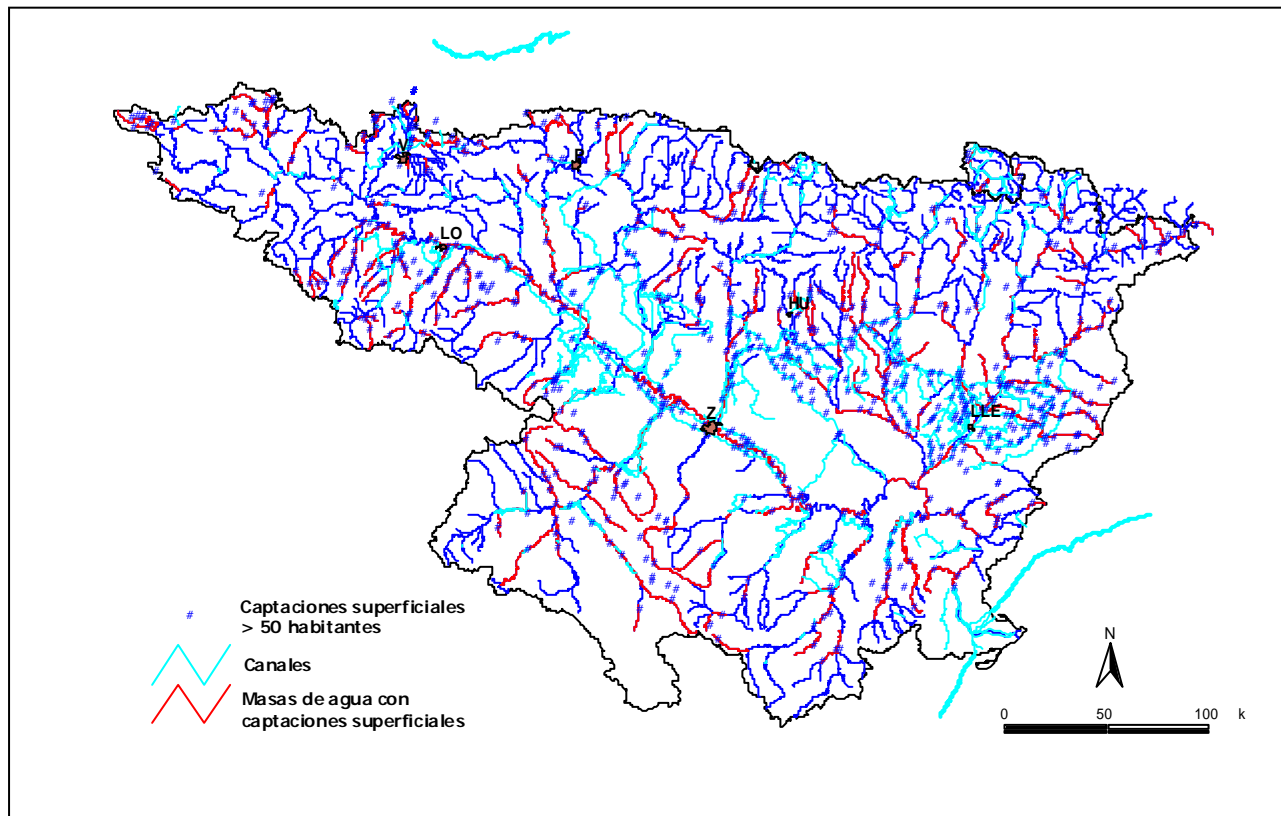 V
P
LO
HU
LLE
Z
# Captaciones superficiales
> 50 habitantes
Canales
Masas de agua con
captaciones superficiales
N
0 50 100 k